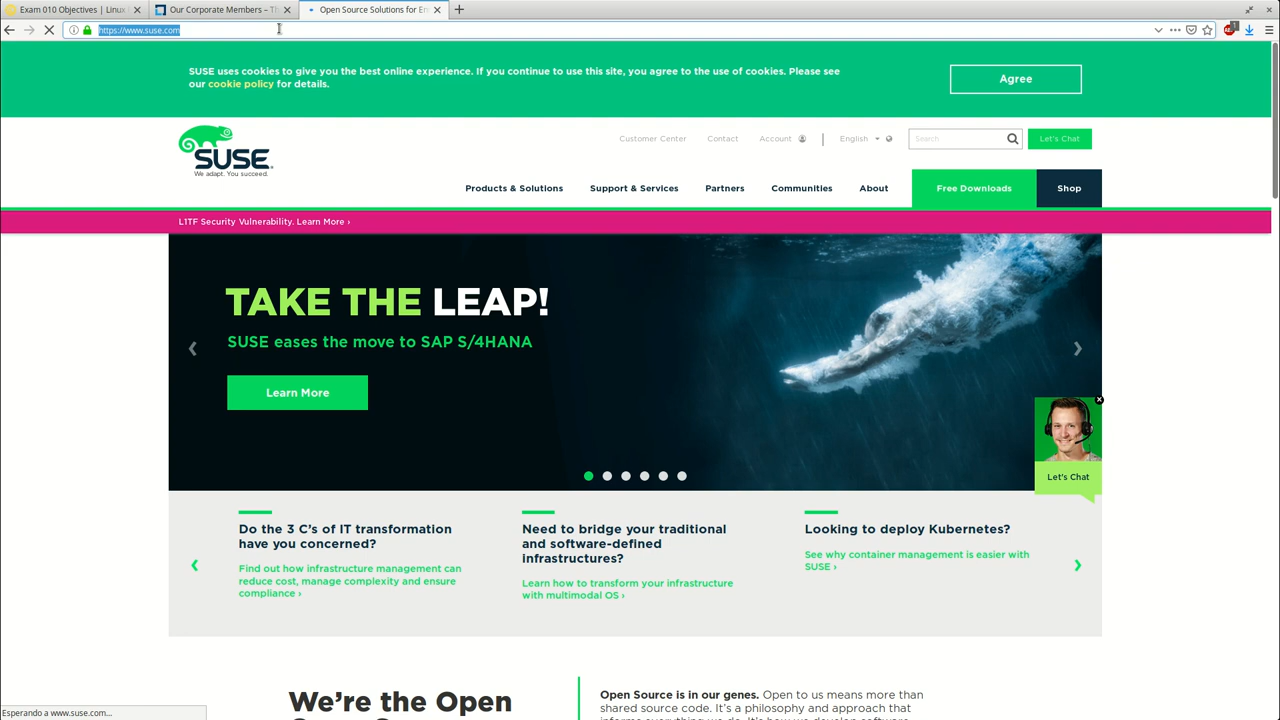 Exam 010 Objectives | Linux
Our Corporate Members – Th
Open Source Solutions for En
https://www.suse.com
SUSE uses cookies to give you the best online experience. If you continue to use this site, you agree to the use of cookies. Please see
our cookie policy for details.
Agree
Customer Center
Contact
Account
English
Search
Let's Chat
SUSE
We adapt. You succeed.
Products & Solutions
Support & Services
Partners
Communities
About
Free Downloads
Shop
L1TF Security Vulnerability. Learn More ›
TAKE THE LEAP!
SUSE eases the move to SAP S/4HANA
Learn More
Let's Chat
Do the 3 C's of IT transformation
have you concerned?
Find out how infrastructure management can
reduce cost, manage complexity and ensure
compliance ›
Need to bridge your traditional
and software-defined
infrastructures?
Learn how to transform your infrastructure
with multimodal OS ›
Looking to deploy Kubernetes?
See why container management is easier with
SUSE ›
We're the Open
Open Source is in our genes. Open to us means more than
shared source code. It's a philosophy and approach that
Esperando a www.suse.com...